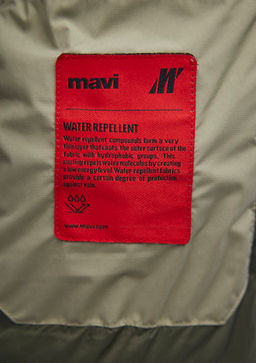 mavi M
WATER REPELLENT
Water repellent compounds form a very
thin layer that coats the outer surface of the
fabric with hydrophobic groups. This
coating repels water molecules by creating
a low energy level. Water-repellent fabrics
provide a certain degree of protection
against rain.
www.mavi.com